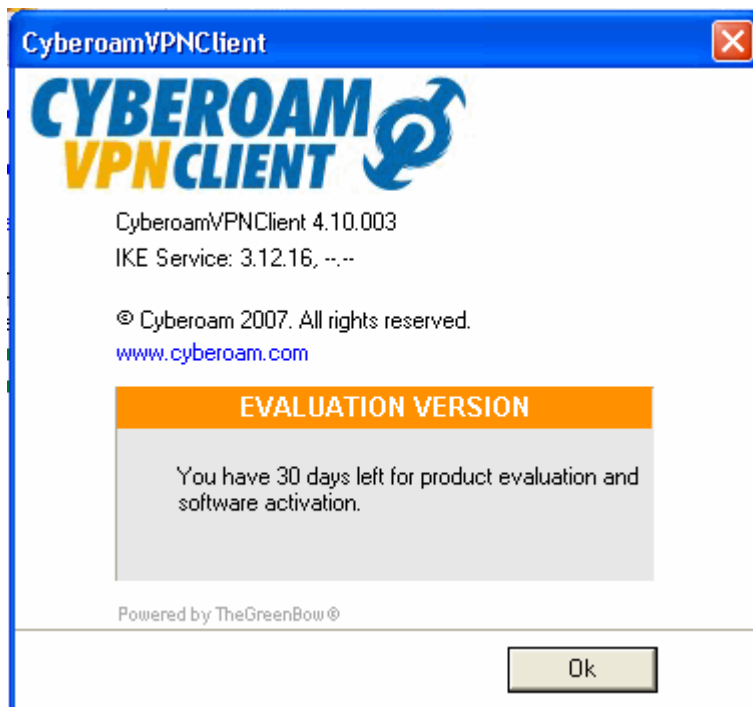 CyberoamVPNClient
CYBEROAM
VPNCLIENT
CyberoamVPNClient 4.10.003
IKE Service: 3.12.16, --.--
© Cyberoam 2007. All rights reserved.
www.cyberoam.com
EVALUATION VERSION
You have 30 days left for product evaluation and
software activation.
Powered by TheGreenBow®
Ok